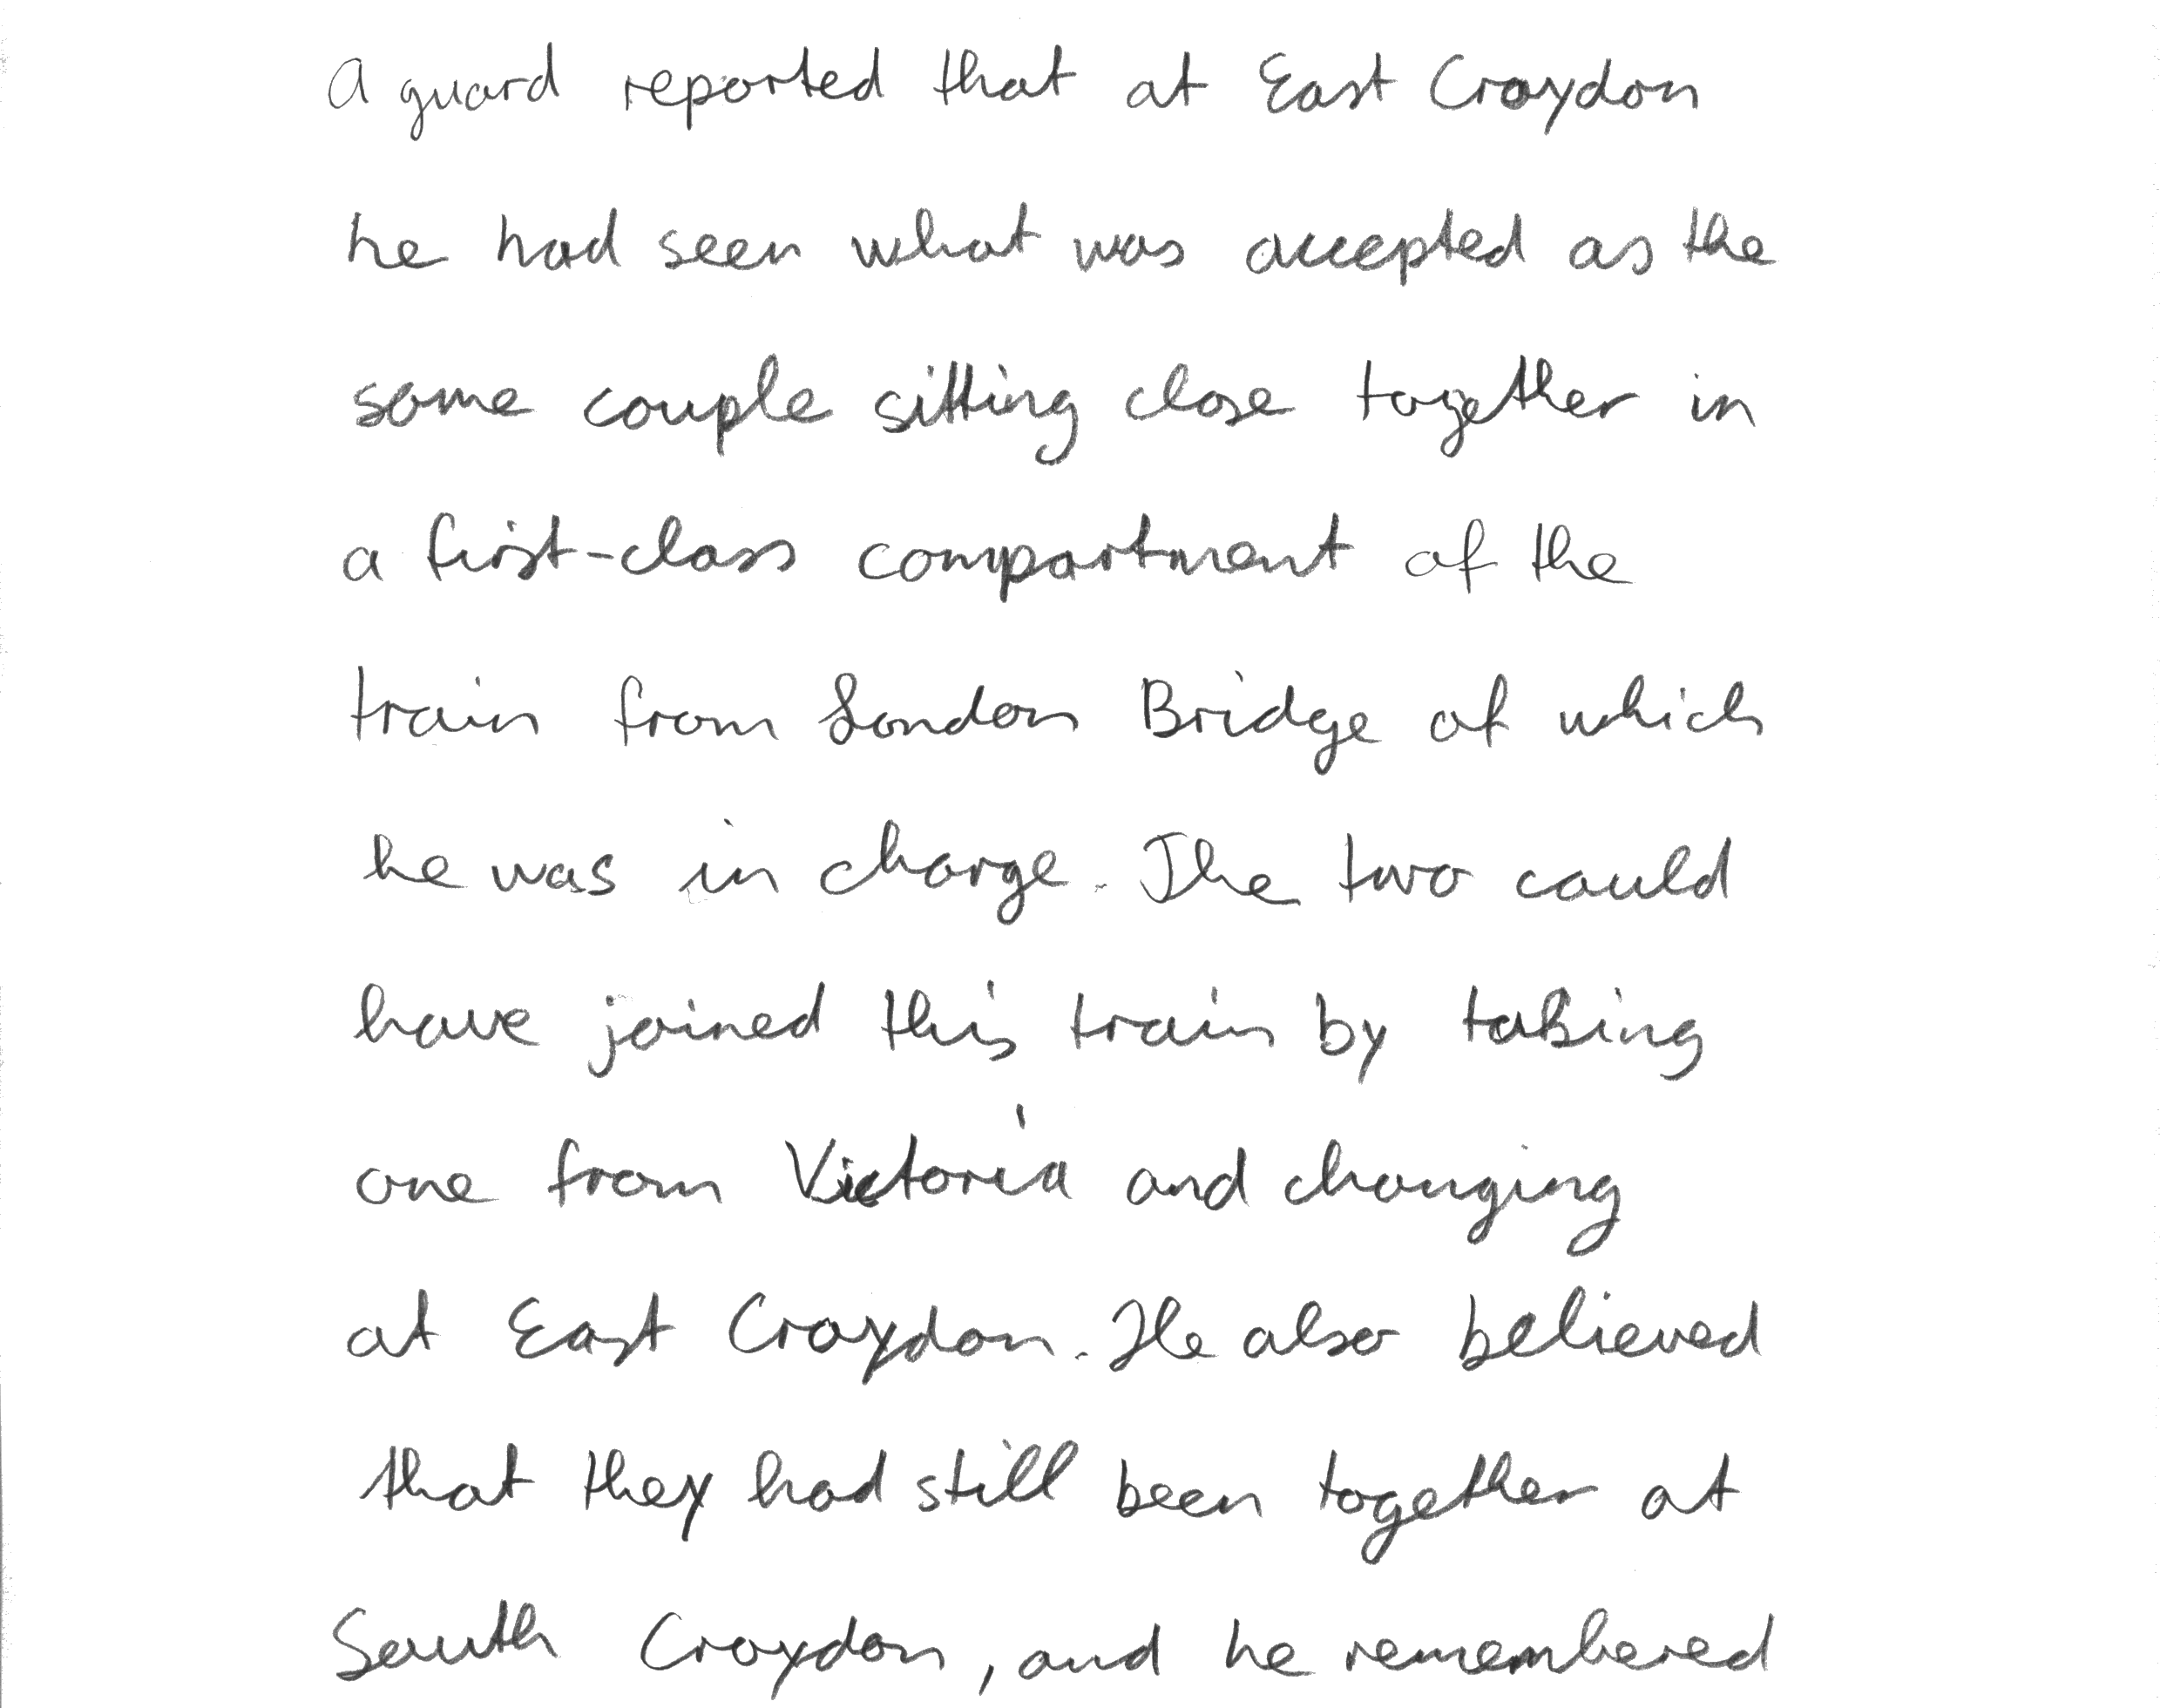 A guard reported that at East Croydon
he had seen what was accepted as the
same couple sitting close together in
a first-class compartment of the
train from London Bridge of which
he was in charge. The two could
have joined this train by taking
one from Victoria and changing
at East Croydon. He also believed
that they had still been together at
South Croydon, and he remembered